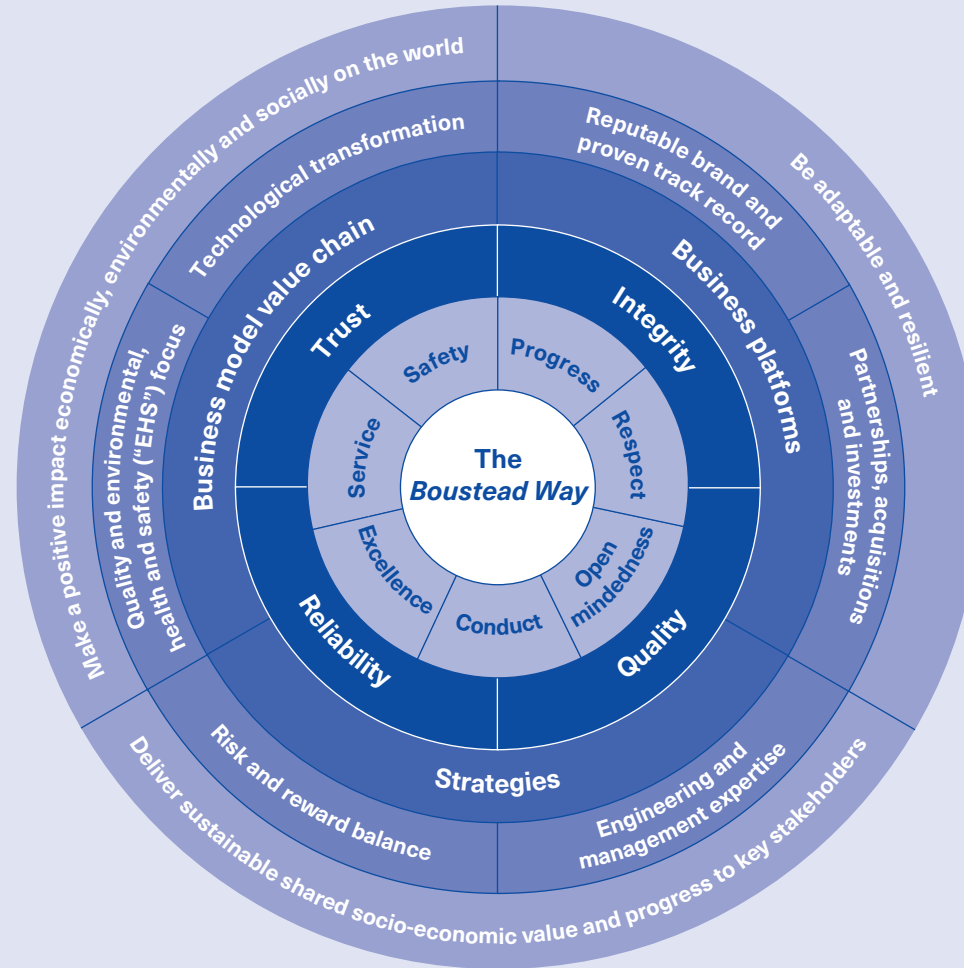 The
Boustead Way
Safety
Progress
Respect
Open
mindedness
Conduct
Excellence
Service
Trust
Integrity
Quality
Reliability
Business model value chain
Business platforms
Strategies
Technological transformation
Reputable brand and
proven track record
Partnerships, acquisitions
and investments
Engineering and
management expertise
Risk and reward balance
Quality and environmental,
health and safety (“EHS”) focus
Make a positive impact economically, environmentally and socially on the world
Be adaptable and resilient
Deliver sustainable shared socio-economic value and progress to key stakeholders